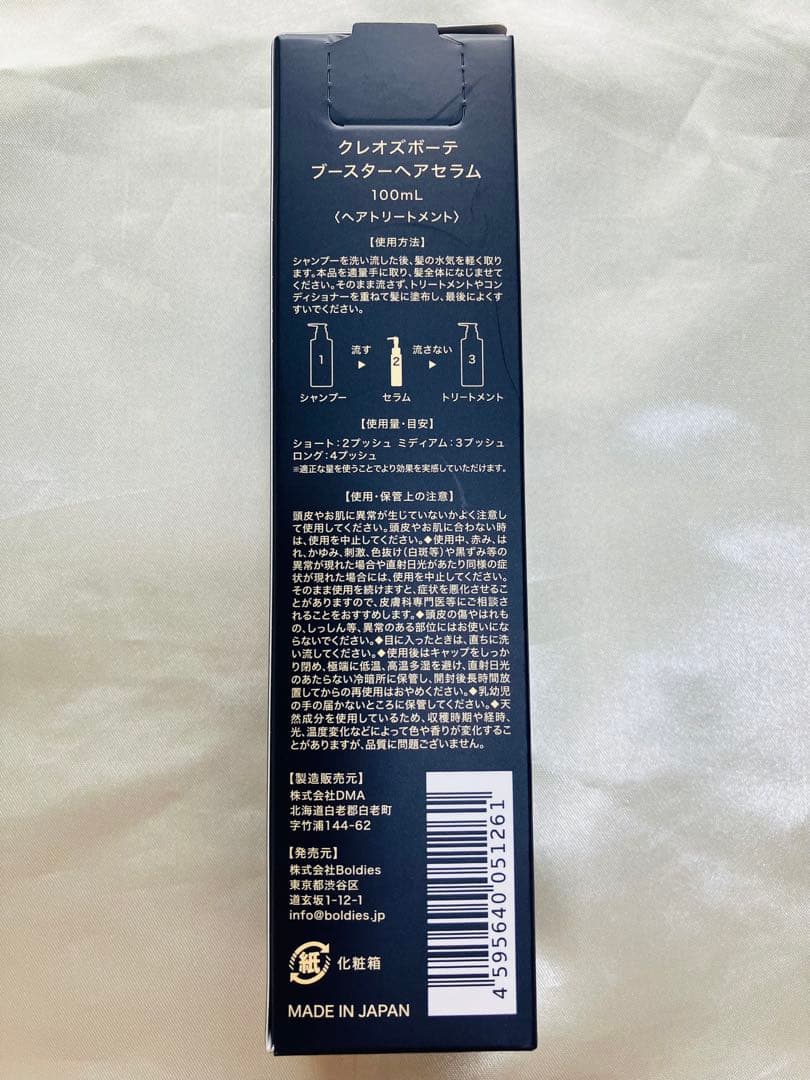 クレオズボーテ
ブースターヘアセラム
100mL
〈ヘアトリートメント〉
【使用方法】
シャンプーを洗い流した後、髪の水気を軽く取り
ます。本品を適量手に取り、髪全体になじませて
ください。そのまま流さず、トリートメントやコン
ディショナーを重ねて髪に塗布し、最後によくす
すいでください。
1 流す 2 流さない 3
シャンプー セラム トリートメント
【使用量・目安】
ショート:2プッシュ ミディアム:3プッシュ
ロング:4プッシュ
※適正な量を使うことでより効果を実感していただけます。
【使用・保管上の注意】
頭皮やお肌に異常が生じていないかよく注意し
て使用してください。頭皮やお肌に合わない時
は、使用を中止してください。◆使用中、赤み、は
れ、かゆみ、刺激、色抜け(白斑等)や黒ずみ等の
異常が現れた場合や直射日光があたり同様の症
状が現れた場合には、使用を中止してください。
そのまま使用を続けますと、症状を悪化させるこ
とがありますので、皮膚科専門医等にご相談さ
れることをおすすめします。◆頭皮の傷やはれも
の、しっしん等、異常のある部位にはお使いにな
らないでください。◆目に入ったときは、直ちに洗
い流してください。◆使用後はキャップをしっか
り閉め、極端に低温、高温多湿を避け、直射日光
のあたらない冷暗所に保管し、開封後長時間放
置してからの再使用はおやめください。◆乳幼児
の手の届かないところに保管してください。◆天
然成分を使用しているため、収穫時期や経時、
光、温度変化などによって色や香りが変化するこ
とがありますが、品質に問題ございません。
【製造販売元】
株式会社DMA
北海道白老郡白老町
字竹浦144-62
【発売元】
株式会社Boldies
東京都渋谷区
道玄坂1-12-1
info@boldies.jp
紙 化粧箱
MADE IN JAPAN
4595640051261